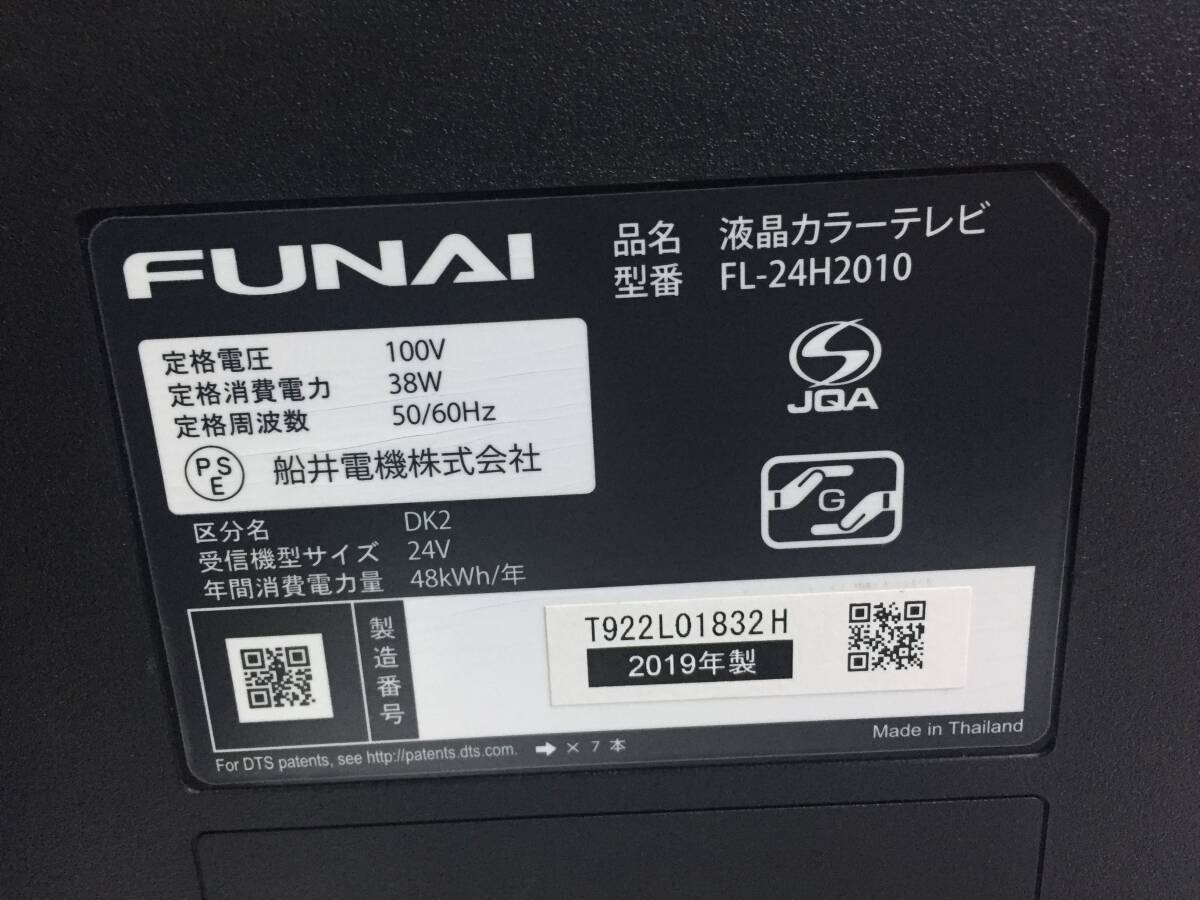 FUNAI
品名 液晶カラーテレビ
型番 FL-24H2010
定格電圧 100V
定格消費電力 38W
定格周波数 50/60Hz
PSE 船井電機株式会社
JQA
G
区分名 DK2
受信機型サイズ 24V
年間消費電力量 48kWh/年
製造番号
T922L01832H
2019年製
Made in Thailand
For DTS patents, see http://patents.dts.com. ➡ × 7 本